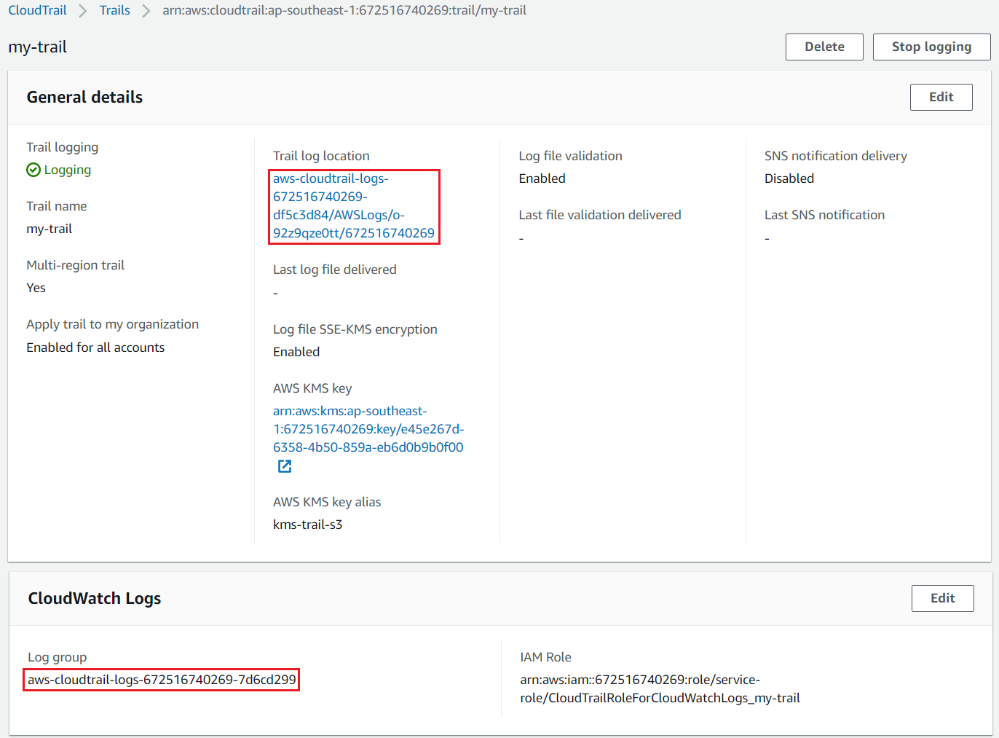 CloudTrail > Trails > arn:aws:cloudtrail:ap-southeast-1:672516740269:trail/my-trail
my-trail
Delete
Stop logging
General details
Edit
Trail logging
Logging
Trail name
my-trail
Multi-region trail
Yes
Apply trail to my organization
Enabled for all accounts
Trail log location
aws-cloudtrail-logs-
672516740269-
df5c3d84/AWSLogs/o-
92z9qze0tt/672516740269
Last log file delivered
-
Log file SSE-KMS encryption
Enabled
AWS KMS key
arn:aws:kms:ap-southeast-
1:672516740269:key/e45e267d-
6358-4b50-859a-eb6d0b9b0f00
AWS KMS key alias
kms-trail-s3
Log file validation
Enabled
Last file validation delivered
-
SNS notification delivery
Disabled
Last SNS notification
-
CloudWatch Logs
Edit
Log group
aws-cloudtrail-logs-672516740269-7d6cd299
IAM Role
arn:aws:iam::672516740269:role/service-
role/CloudTrailRoleForCloudWatchLogs_my-trail